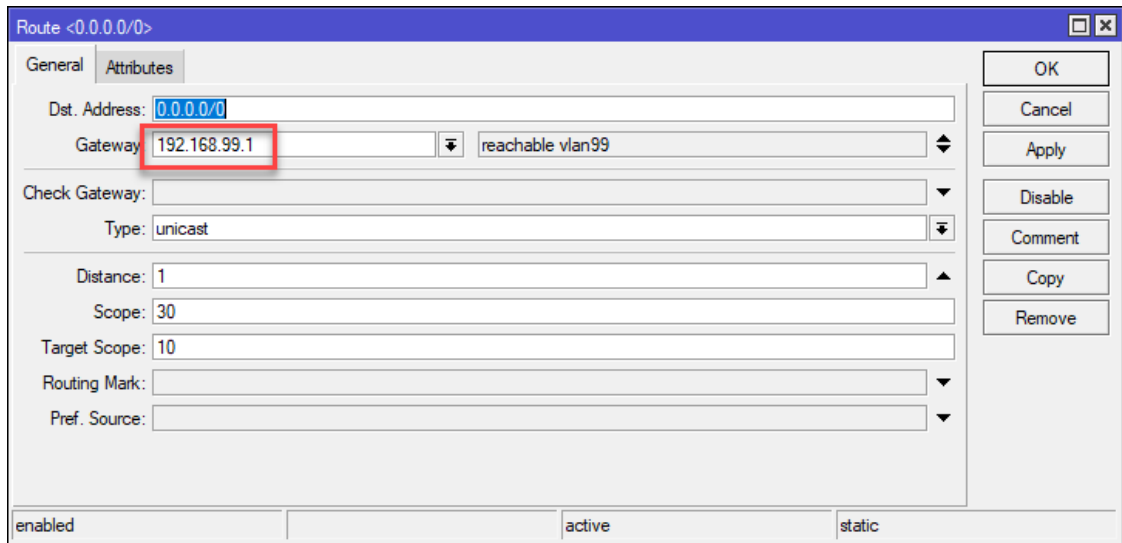 Route <0.0.0.0/0>
General Attributes
Dst. Address: 0.0.0.0/0
Gateway 192.168.99.1 reachable vlan99
Check Gateway:
Type: unicast
Distance: 1
Scope: 30
Target Scope: 10
Routing Mark:
Pref. Source:
OK
Cancel
Apply
Disable
Comment
Copy
Remove
enabled active static